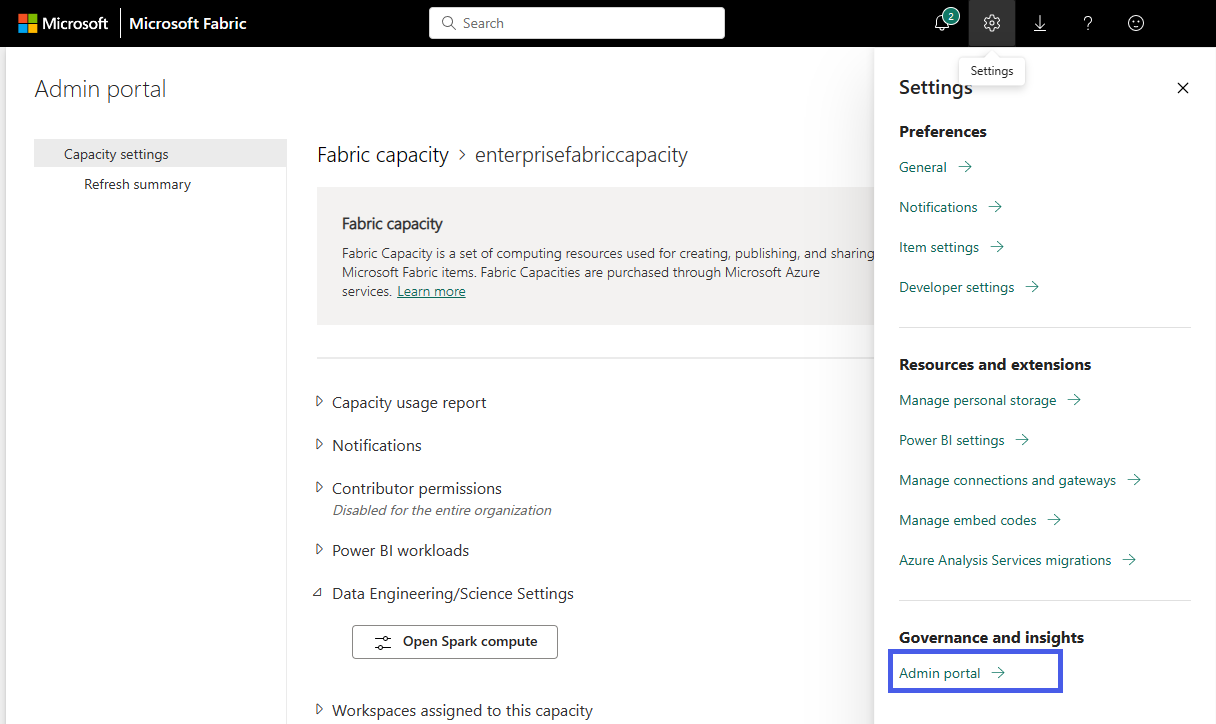 Microsoft
Microsoft Fabric
Search
2
Settings
Admin portal
Capacity settings
Refresh summary
Fabric capacity > enterprisefabriccapacity
Fabric capacity
Fabric Capacity is a set of computing resources used for creating, publishing, and sharing
Microsoft Fabric items. Fabric Capacities are purchased through Microsoft Azure
services. Learn more
Capacity usage report
Notifications
Contributor permissions
Disabled for the entire organization
Power BI workloads
Data Engineering/Science Settings
Open Spark compute
Workspaces assigned to this capacity
Settings
Preferences
General
Notifications
Item settings
Developer settings
Resources and extensions
Manage personal storage
Power BI settings
Manage connections and gateways
Manage embed codes
Azure Analysis Services migrations
Governance and insights
Admin portal